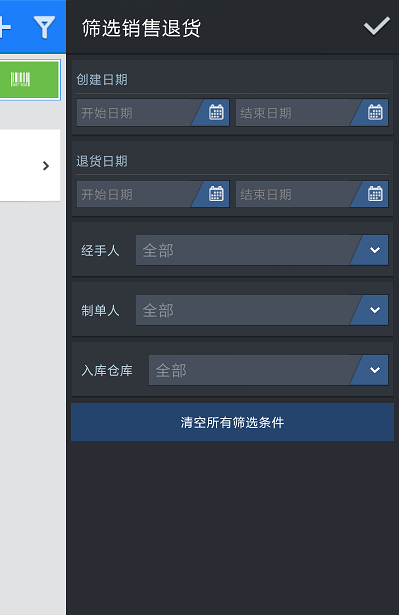 筛选销售退货
创建日期
开始日期 结束日期
退货日期
开始日期 结束日期
经手人 全部
制单人 全部
入库仓库 全部
清空所有筛选条件